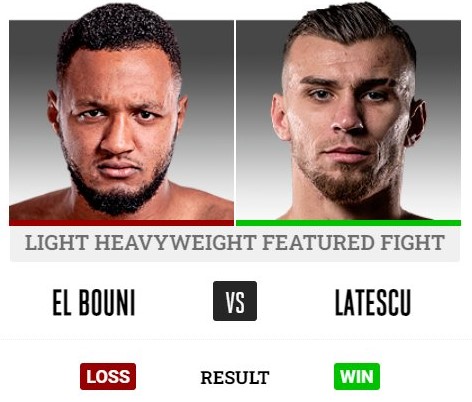 LIGHT HEAVYWEIGHT FEATURED FIGHT
EL BOUNI VS LATESCU
LOSS RESULT WIN